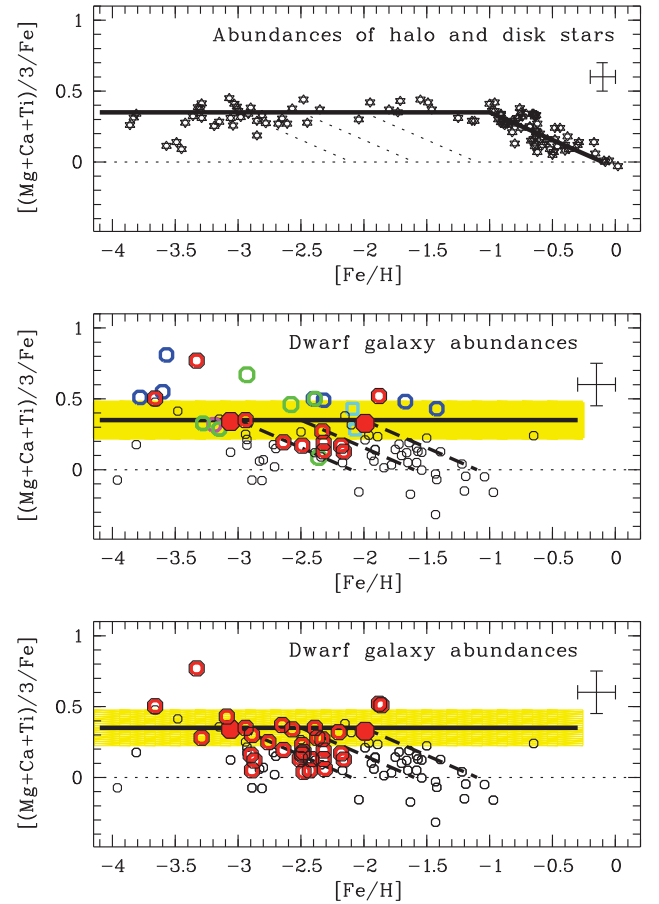 Abundances of halo and disk stars
[(Mg+Ca+Ti)/3/Fe]
1
0.5
0
-4 -3.5 -3 -2.5 -2 -1.5 -1 -0.5 0
[Fe/H]
Dwarf galaxy abundances
[(Mg+Ca+Ti)/3/Fe]
1
0.5
0
-4 -3.5 -3 -2.5 -2 -1.5 -1 -0.5 0
[Fe/H]
Dwarf galaxy abundances
[(Mg+Ca+Ti)/3/Fe]
1
0.5
0
-4 -3.5 -3 -2.5 -2 -1.5 -1 -0.5 0
[Fe/H]